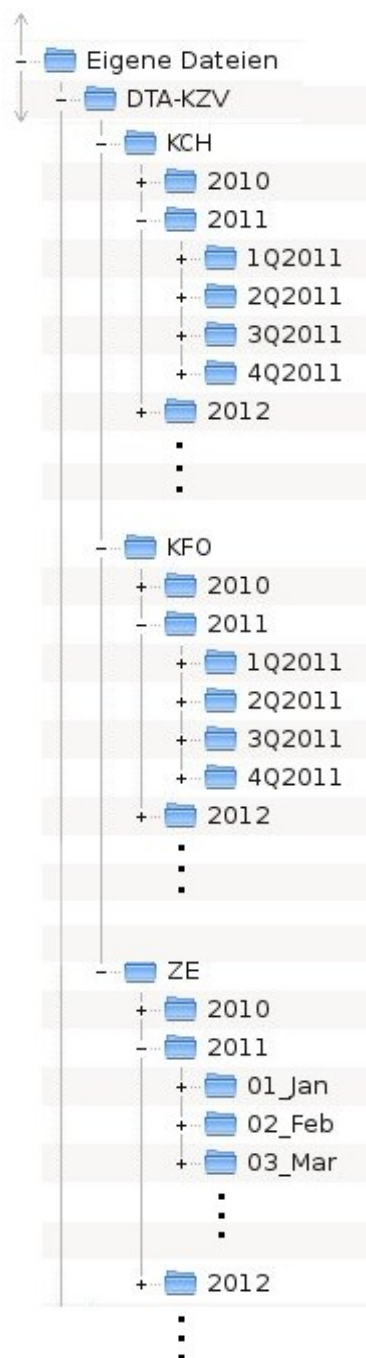 Eigene Dateien
DTA-KZV
KCH
2010
2011
1Q2011
2Q2011
3Q2011
4Q2011
2012
KFO
2010
2011
1Q2011
2Q2011
3Q2011
4Q2011
2012
ZE
2010
2011
01_Jan
02_Feb
03_Mar
2012